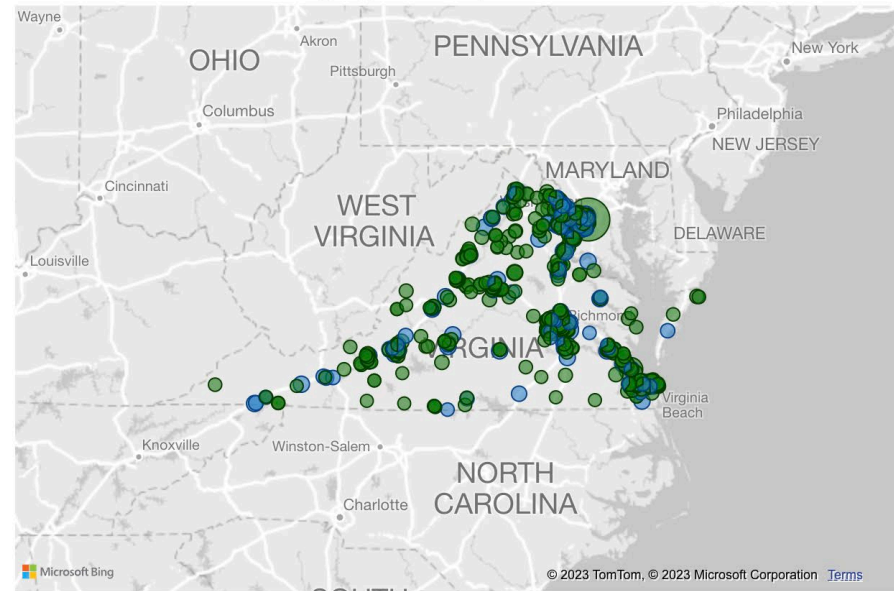 Wayne
Akron
OHIO
PENNSYLVANIA
New York
Pittsburgh
Columbus
Philadelphia
NEW JERSEY
Cincinnati
MARYLAND
WEST
VIRGINIA
DELAWARE
Louisville
Richmond
VIRGINIA
Virginia
Beach
Knoxville
Winston-Salem
NORTH
CAROLINA
Charlotte
Microsoft Bing
© 2023 TomTom, © 2023 Microsoft Corporation Terms